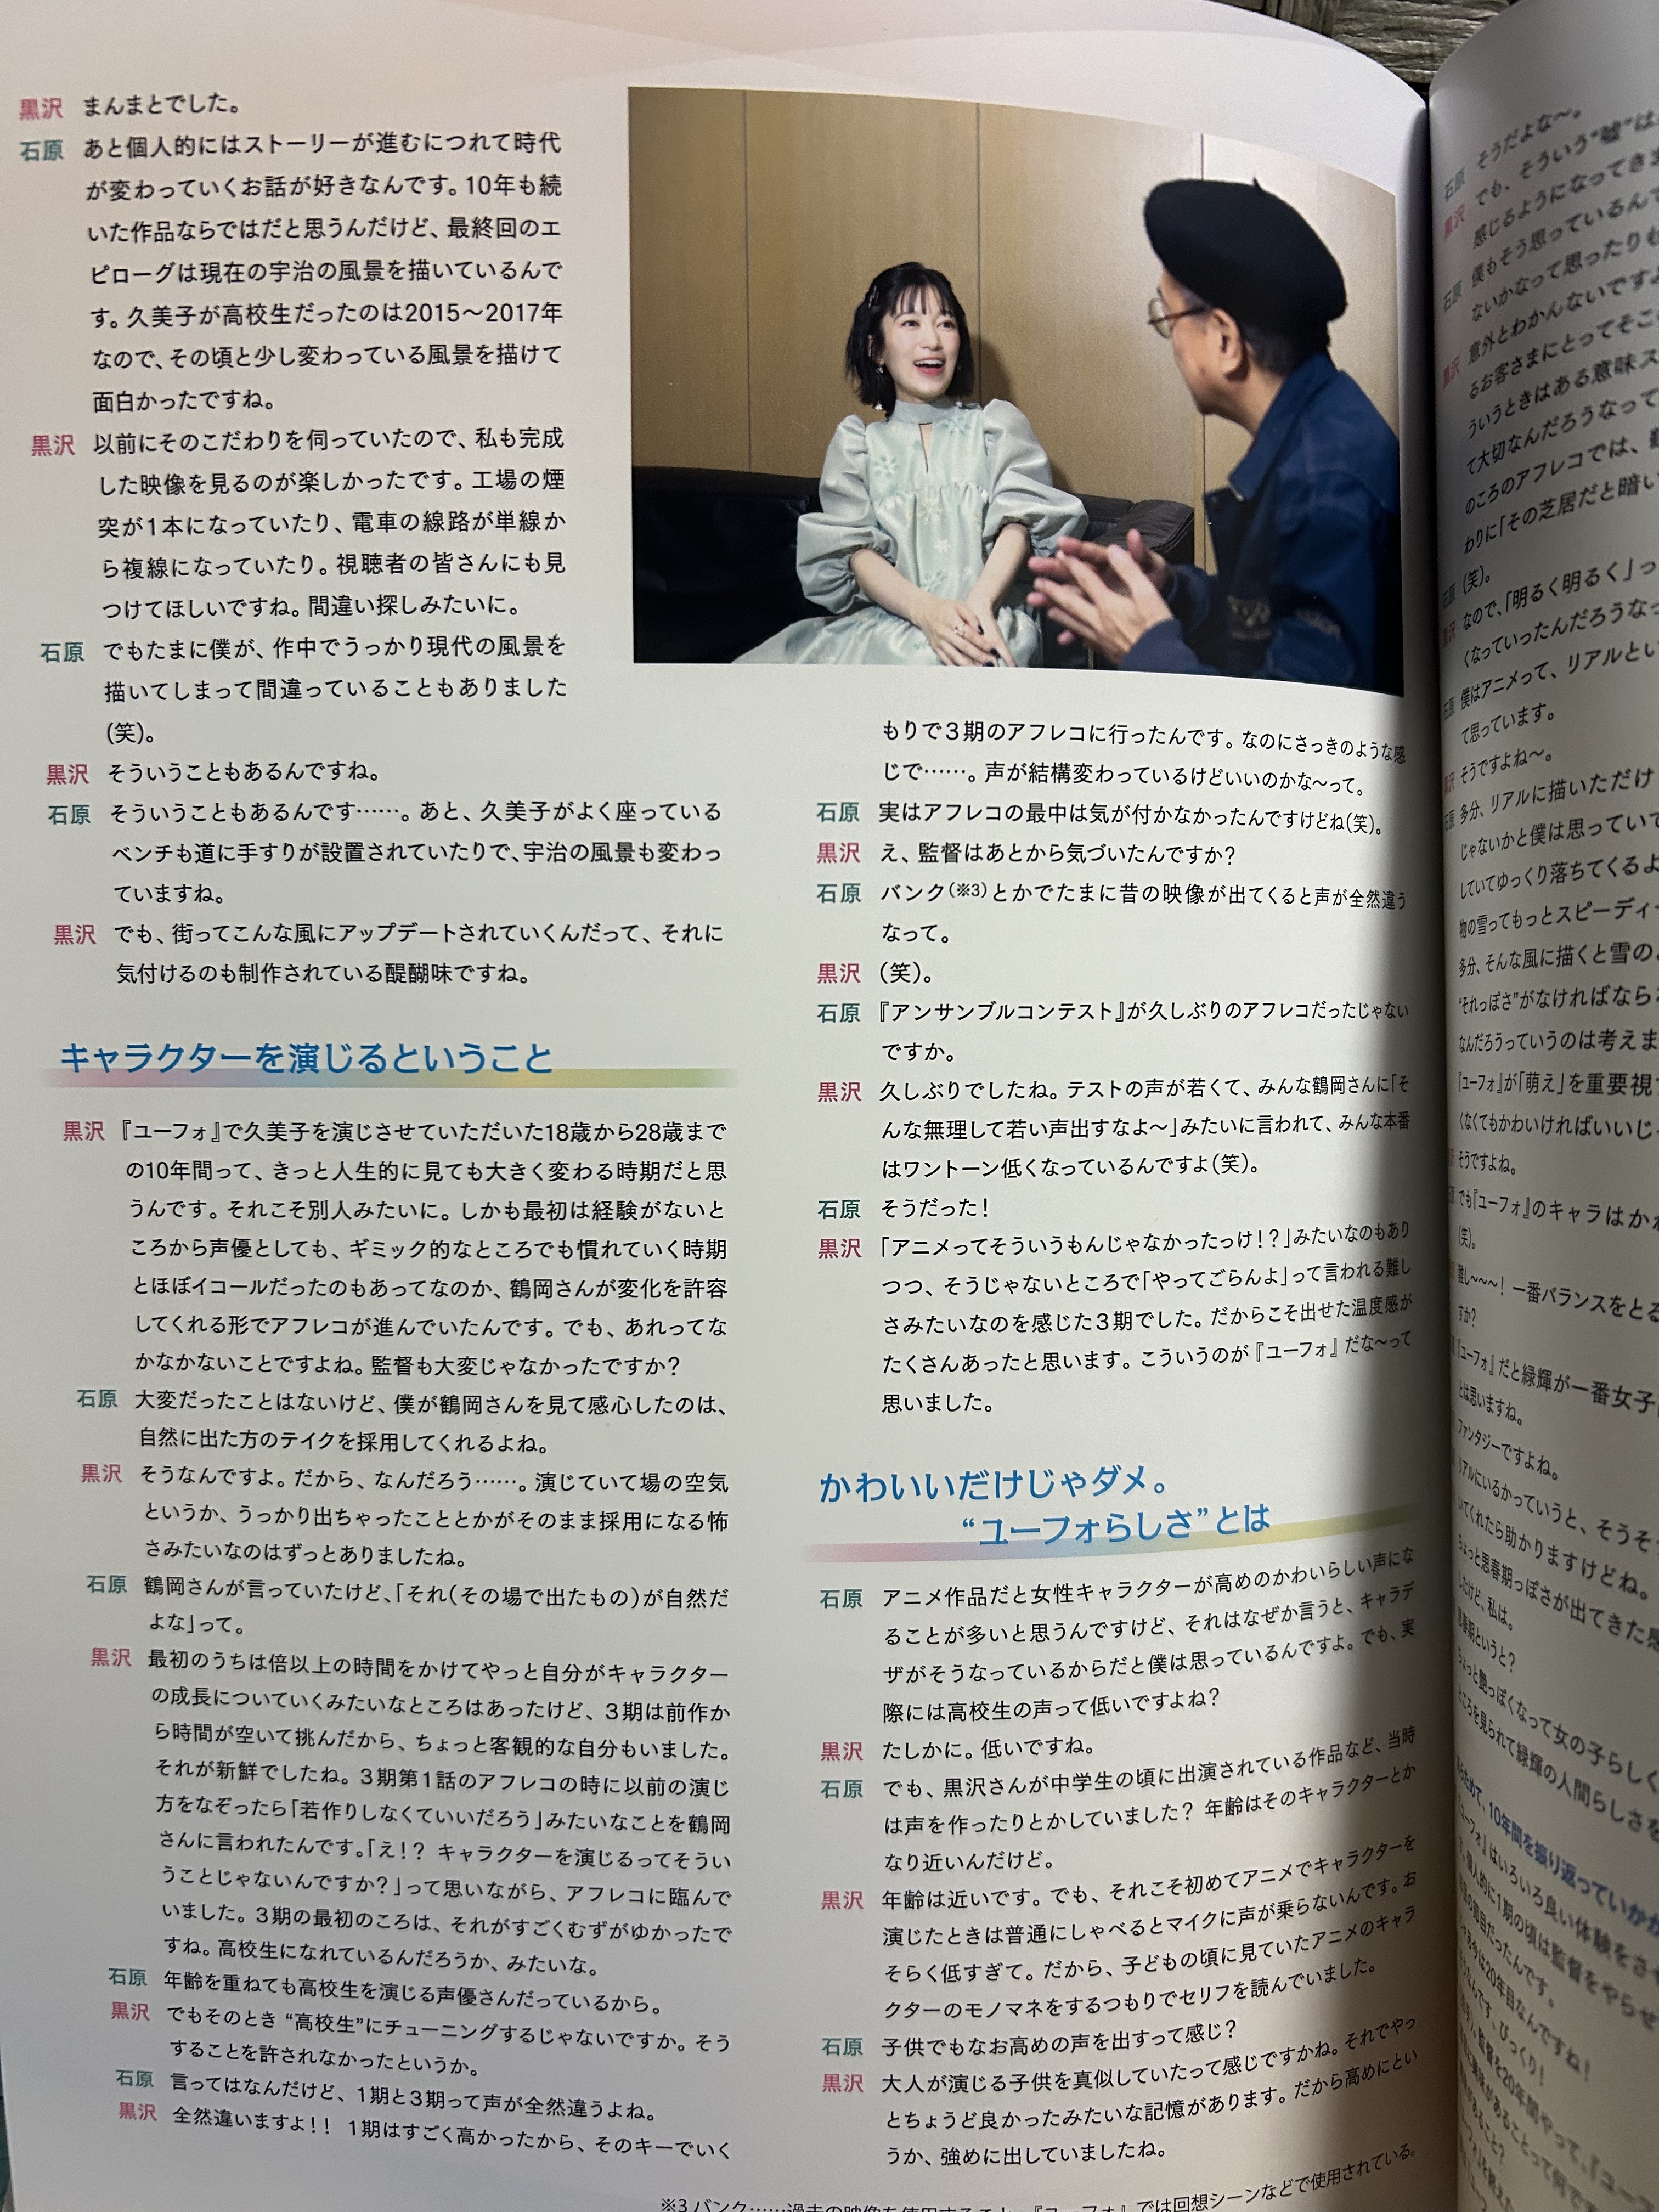 黒沢 まんまとでした。
石原 あと個人的にはストーリーが進むにつれて時代
が変わっていくお話が好きなんです。10年も続
いた作品ならではだと思うんだけど、最終回のエ
ピローグは現在の宇治の風景を描いているんで
す。久美子が高校生だったのは2015〜2017年
なので、その頃と少し変わっている風景を描けて
面白かったですね。
黒沢 以前にそのこだわりを伺っていたので、私も完成
した映像を見るのが楽しかったです。工場の煙
突が1本になっていたり、電車の線路が単線か
ら複線になっていたり。視聴者の皆さんにも見
つけてほしいですね。間違い探しみたいに。
石原 でもたまに僕が、作中でうっかり現代の風景を
描いてしまって間違っていることもありました
(笑)。
黒沢 そういうこともあるんですね。
石原 そういうこともあるんです……。あと、久美子がよく座っている
ベンチも道に手すりが設置されていたりで、宇治の風景も変わっ
ていますね。
黒沢 でも、街ってこんな風にアップデートされていくんだって、それに
気付けるのも制作されている醍醐味ですね。
キャラクターを演じるということ
黒沢 『ユーフォ』で久美子を演じさせていただいた18歳から28歳まで
の10年間って、きっと人生的に見ても大きく変わる時期だと思
うんです。それこそ別人みたいに。しかも最初は経験がないと
ころから声優としても、ギミック的なところでも慣れていく時期
とほぼイコールだったのもあってなのか、鶴岡さんが変化を許容
してくれる形でアフレコが進んでいたんです。でも、あれってな
かなかないことですよね。監督も大変じゃなかったですか?
石原 大変だったことはないけど、僕が鶴岡さんを見て感心したのは、
自然に出た方のテイクを採用してくれるよね。
黒沢 そうなんですよ。だから、なんだろう……。演じていて場の空気
というか、うっかり出ちゃったこととかがそのまま採用になる怖
さみたいなのはずっとありましたね。
石原 鶴岡さんが言っていたけど、「それ(その場で出たもの)が自然だ
よな」って。
黒沢 最初のうちは倍以上の時間をかけてやっと自分がキャラクター
の成長についていくみたいなところはあったけど、3期は前作か
ら時間が空いて挑んだから、ちょっと客観的な自分もいました。
それが新鮮でしたね。3期第1話のアフレコの時に以前の演じ
方をなぞったら「若作りしなくていいだろう」みたいなことを鶴岡
さんに言われたんです。「え!? キャラクターを演じるってそうい
うことじゃないんですか?」って思いながら、アフレコに臨んで
いました。3期の最初のころは、それがすごくむずがゆかったで
すね。高校生になれているんだろうか、みたいな。
石原 年齢を重ねても高校生を演じる声優さんだっているから。
黒沢 でもそのとき“高校生”にチューニングするじゃないですか。そう
することを許されなかったというか。
石原 言ってはなんだけど、1期と3期って声が全然違うよね。
黒沢 全然違いますよ!! 1期はすごく高かったから、そのキーでいく
もりで3期のアフレコに行ったんです。なのにさっきのような感
じで……。声が結構変わっているけどいいのかな〜って。
石原 実はアフレコの最中は気が付かなかったんですけどね(笑)。
黒沢 え、監督はあとから気づいたんですか?
石原 バンク(※3)とかでたまに昔の映像が出てくると声が全然違う
なって。
黒沢 (笑)。
石原 『アンサンブルコンテスト』が久しぶりのアフレコだったじゃない
ですか。
黒沢 久しぶりでしたね。テストの声が若くて、みんな鶴岡さんに「そ
んな無理して若い声出すなよ〜」みたいに言われて、みんな本番
はワントーン低くなっているんですよ(笑)。
石原 そうだった!
黒沢 「アニメってそういうもんじゃなかったっけ!?」みたいなのもあり
つつ、そうじゃないところで「やってごらんよ」って言われる難し
さみたいなのを感じた3期でした。だからこそ出せた温度感が
たくさんあったと思います。こういうのが『ユーフォ』だな〜って
思いました。
かわいいだけじゃダメ。
“ユーフォらしさ”とは
石原 アニメ作品だと女性キャラクターが高めのかわいらしい声にな
ることが多いと思うんですけど、それはなぜか言うと、キャラデ
ザがそうなっているからだと僕は思っているんですよ。でも、実
際には高校生の声って低いですよね?
黒沢 たしかに。低いですね。
石原 でも、黒沢さんが中学生の頃に出演されている作品など、当時
は声を作ったりとかしていました? 年齢はそのキャラクターとか
なり近いんだけど。
黒沢 年齢は近いです。でも、それこそ初めてアニメでキャラクターを
演じたときは普通にしゃべるとマイクに声が乗らないんです。お
そらく低すぎて。だから、子どもの頃に見ていたアニメのキャラ
クターのモノマネをするつもりでセリフを読んでいました。
石原 子供でもなお高めの声を出すって感じ?
黒沢 大人が演じる子供を真似していたって感じですかね。それでやっ
とちょうど良かったみたいな記憶があります。だから高めにとい
うか、強めに出していましたね。
※3 バンク……過去の映像を使用すること。『ユーフォ』では回想シーンなどで使用されている。
石原 そうだよな〜。
黒沢 でも、そういう“嘘”は
感じるようになってき
石原 僕もそう思っているんで
ないかなって思ったりも
黒沢 意外とわかんないですよ
るお客さまにとってそこ
ういうときはある意味ス
て大切なんだろうなって
のころのアフレコでは、
わりに「その芝居だと暗い
石原 (笑)。
黒沢 なので、「明るく明るく」っ
くなっていったんだろうなっ
石原 僕はアニメって、リアルとい
て思っています。
黒沢 そうですよね〜。
石原 多分、リアルに描いただけ
じゃないかと僕は思っていて
していてゆっくり落ちてくるよ
物の雪ってもっとスピーディ
多分、そんな風に描くと雪の
“それっぽさ”がなければなら
なんだろうっていうのは考えま
『ユーフォ』が「萌え」を重要視
くなくてもかわいければいいじ
そうですよね。
でも『ユーフォ』のキャラはかわ
(笑)。
難し〜〜〜! 一番バランスをとる
すか?
『ユーフォ』だと緑輝が一番女子
とは思いますね。
ファンタジーですよね。
リアルにいるかっていうと、そうそ
いてくれたら助かりますけどね。
ちょっと思春期っぽさが出てきた感
したけど、私は。
思春期というと?
ちょっと艶っぽくなって女の子らしく
ところを見られて緑輝の人間らしさを
10年間を振り返っていかが
『ユーフォ』はいろいろ良い体験をさ
個人的に1期の頃は監督をやらせ